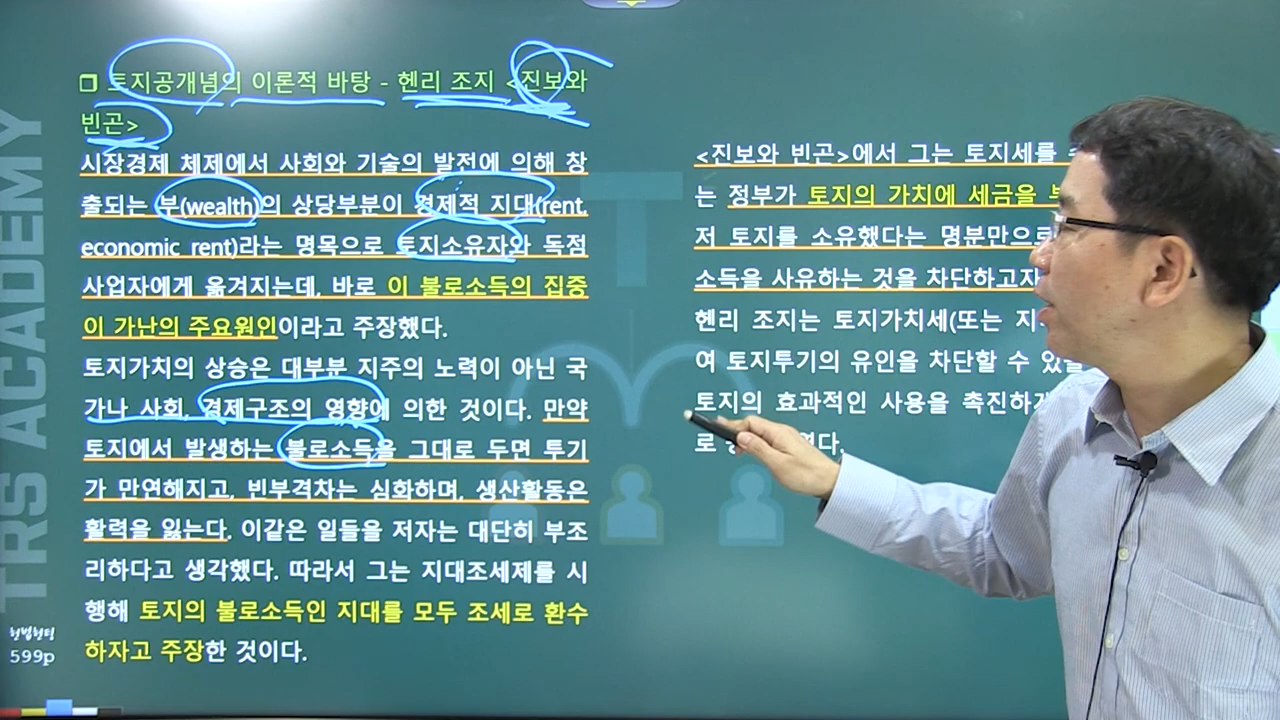 ❐ 토지공개념의 이론적 바탕 - 헨리 조지 <진보와
빈곤>
시장경제 체제에서 사회와 기술의 발전에 의해 창
출되는 부(wealth)의 상당부분이 경제적 지대(rent,
economic rent)라는 명목으로 토지소유자와 독점
사업자에게 옮겨지는데, 바로 이 불로소득의 집중
이 가난의 주요원인이라고 주장했다.
토지가치의 상승은 대부분 지주의 노력이 아닌 국
가나 사회, 경제구조의 영향에 의한 것이다. 만약
토지에서 발생하는 불로소득을 그대로 두면 투기
가 만연해지고, 빈부격차는 심화하며, 생산활동은
활력을 잃는다. 이같은 일들을 저자는 대단히 부조
리하다고 생각했다. 따라서 그는 지대조세제를 시
행해 토지의 불로소득인 지대를 모두 조세로 환수
하자고 주장한 것이다.
<진보와 빈곤>에서 그는 토지세를
는 정부가 토지의 가치에 세금을
저 토지를 소유했다는 명분만으로
소득을 사유하는 것을 차단하고자
헨리 조지는 토지가치세(또는
여 토지투기의 유인을 차단할 수
토지의 효과적인 사용을
로
TRS ACADEMY
헌법헌팅
599p